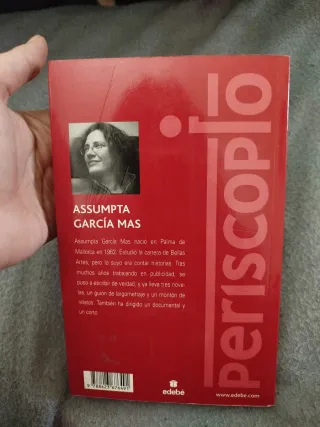 periscopio
ASSUMPTA
GARCÍA MAS
Assumpta García Mas nació en Palma de
Mallorca en 1962. Estudió la carrera de Bellas
Artes, pero lo suyo era contar historias. Tras
muchos años trabajando en publicidad, se
puso a escribir de verdad, y ya lleva tres nove-
las, un guión de largometraje y un montón de
relatos. También ha dirigido un documental y
un corto.
edebé
www.edebe.com